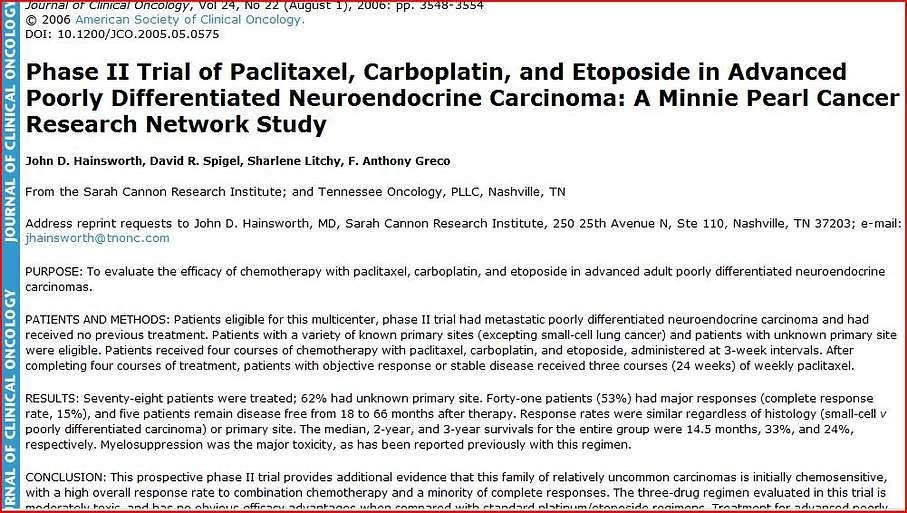 Journal of Clinical Oncology, Vol 24, No 22 (August 1), 2006: pp. 3548-3554
© 2006 American Society of Clinical Oncology.
DOI: 10.1200/JCO.2005.05.0575
Phase II Trial of Paclitaxel, Carboplatin, and Etoposide in Advanced
Poorly Differentiated Neuroendocrine Carcinoma: A Minnie Pearl Cancer
Research Network Study
John D. Hainsworth, David R. Spigel, Sharlene Litchy, F. Anthony Greco
From the Sarah Cannon Research Institute; and Tennessee Oncology, PLLC, Nashville, TN
Address reprint requests to John D. Hainsworth, MD, Sarah Cannon Research Institute, 250 25th Avenue N, Ste 110, Nashville, TN 37203; e-mail:
jhainsworth@tnonc.com
PURPOSE: To evaluate the efficacy of chemotherapy with paclitaxel, carboplatin, and etoposide in advanced adult poorly differentiated neuroendocrine
carcinomas.
PATIENTS AND METHODS: Patients eligible for this multicenter, phase II trial had metastatic poorly differentiated neuroendocrine carcinoma and had
received no previous treatment. Patients with a variety of known primary sites (excepting small-cell lung cancer) and patients with unknown primary site
were eligible. Patients received four courses of chemotherapy with paclitaxel, carboplatin, and etoposide, administered at 3-week intervals. After
completing four courses of treatment, patients with objective response or stable disease received three courses (24 weeks) of weekly paclitaxel.
RESULTS: Seventy-eight patients were treated; 62% had unknown primary site. Forty-one patients (53%) had major responses (complete response
rate, 15%), and five patients remain disease free from 18 to 66 months after therapy. Response rates were similar regardless of histology (small-cell v
poorly differentiated carcinoma) or primary site. The median, 2-year, and 3-year survivals for the entire group were 14.5 months, 33%, and 24%,
respectively. Myelosuppression was the major toxicity, as has been reported previously with this regimen.
CONCLUSION: This prospective phase II trial provides additional evidence that this family of relatively uncommon carcinomas is initially chemosensitive,
with a high overall response rate to combination chemotherapy and a minority of complete responses. The three-drug regimen evaluated in this trial is
moderately toxic, and has no obvious efficacy advantages when compared with standard platinum/etoposide regimens. Treatment for advanced poorly
JOURNAL OF CLINICAL ONCOLOGY
JOURNAL OF CLINICAL ONCOLOGY